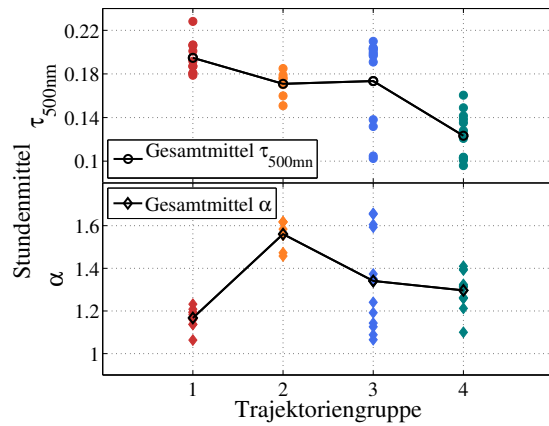 0.22
0.18
0.14
0.1
Gesamtmittel τ500mn
Stundenmittel
τ500nm
α
Gesamtmittel α
1.6
1.4
1.2
1
1 2 3 4
Trajektoriengruppe